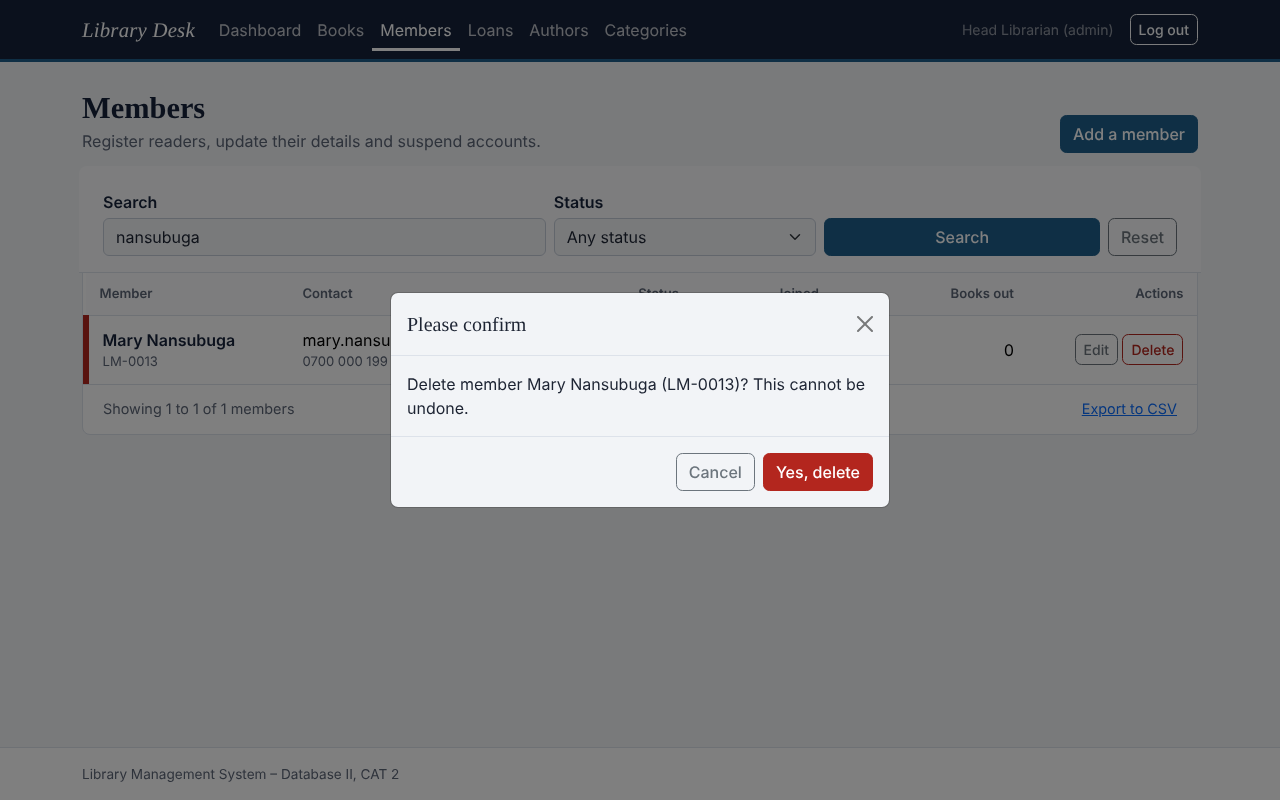 Library Desk Dashboard Books Members Loans Authors Categories Head Librarian (admin) Log out
Members
Register readers, update their details and suspend accounts.
Add a member
Search Status
nansubuga Any status Search Reset
Member Contact Status Joined Books out Actions
Please confirm
Mary Nansubuga mary.nansu 0 Edit Delete
LM-0013 0700 000 199
Delete member Mary Nansubuga (LM-0013)? This cannot be
undone.
Showing 1 to 1 of 1 members Export to CSV
Cancel Yes, delete
Library Management System – Database II, CAT 2